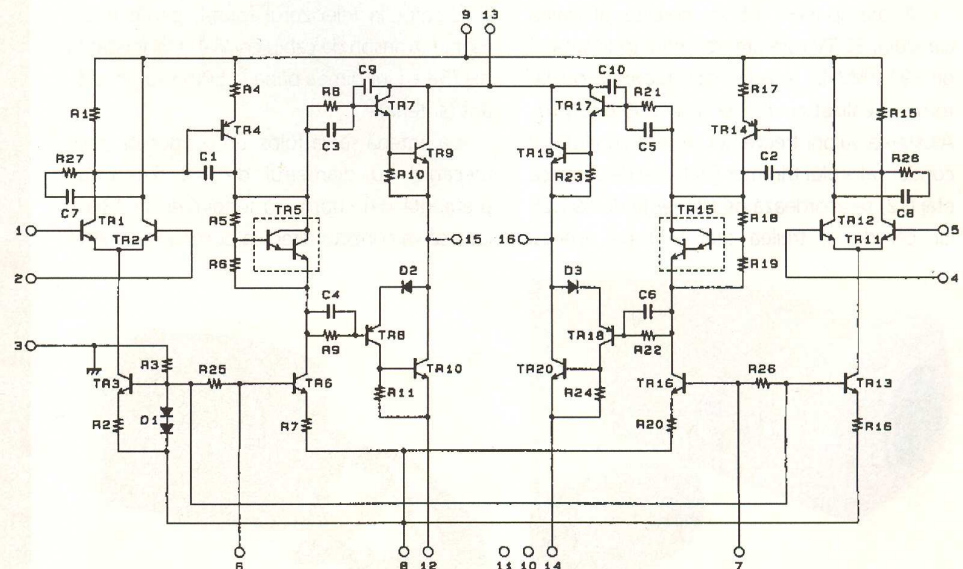 9 13
C9 C10
R4 R8 TR7 TR17 R21 R17
R1 TR4 C3 C5 TR14 R15
R27 C1 TR9 TR19 C2 R28
R10 R23
C7 TR1 R5 TR5 TR15 R18 TR12 C8
1 TR2 15 16 TR11 5
R6 R19
2 D2 D3 4
C4 C6
3 R3 R9 TR8 TR18 R22
TR3 R25 TR6 TR10 TR20 TR16 R26 TR13
R11 R24
R2 D1 R7 R20 R16
6 8 12 11 10 14 7